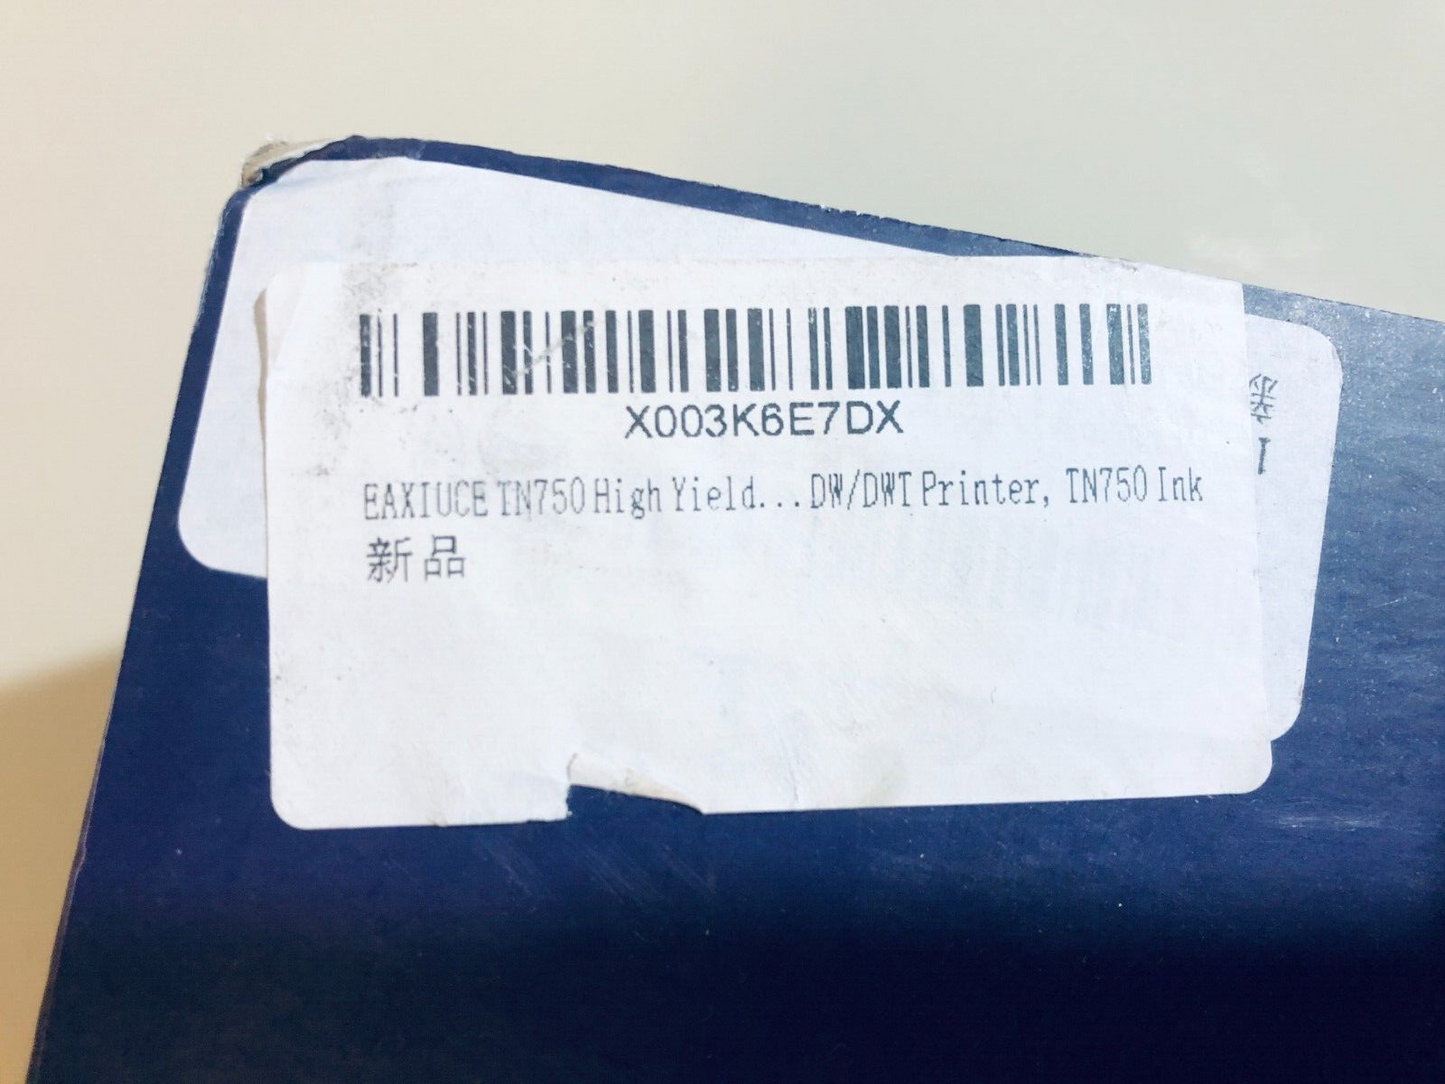 X003K6E7DX
EAXIUCE TN750 High Yield...DW/DWT Printer, TN750 Ink
新品